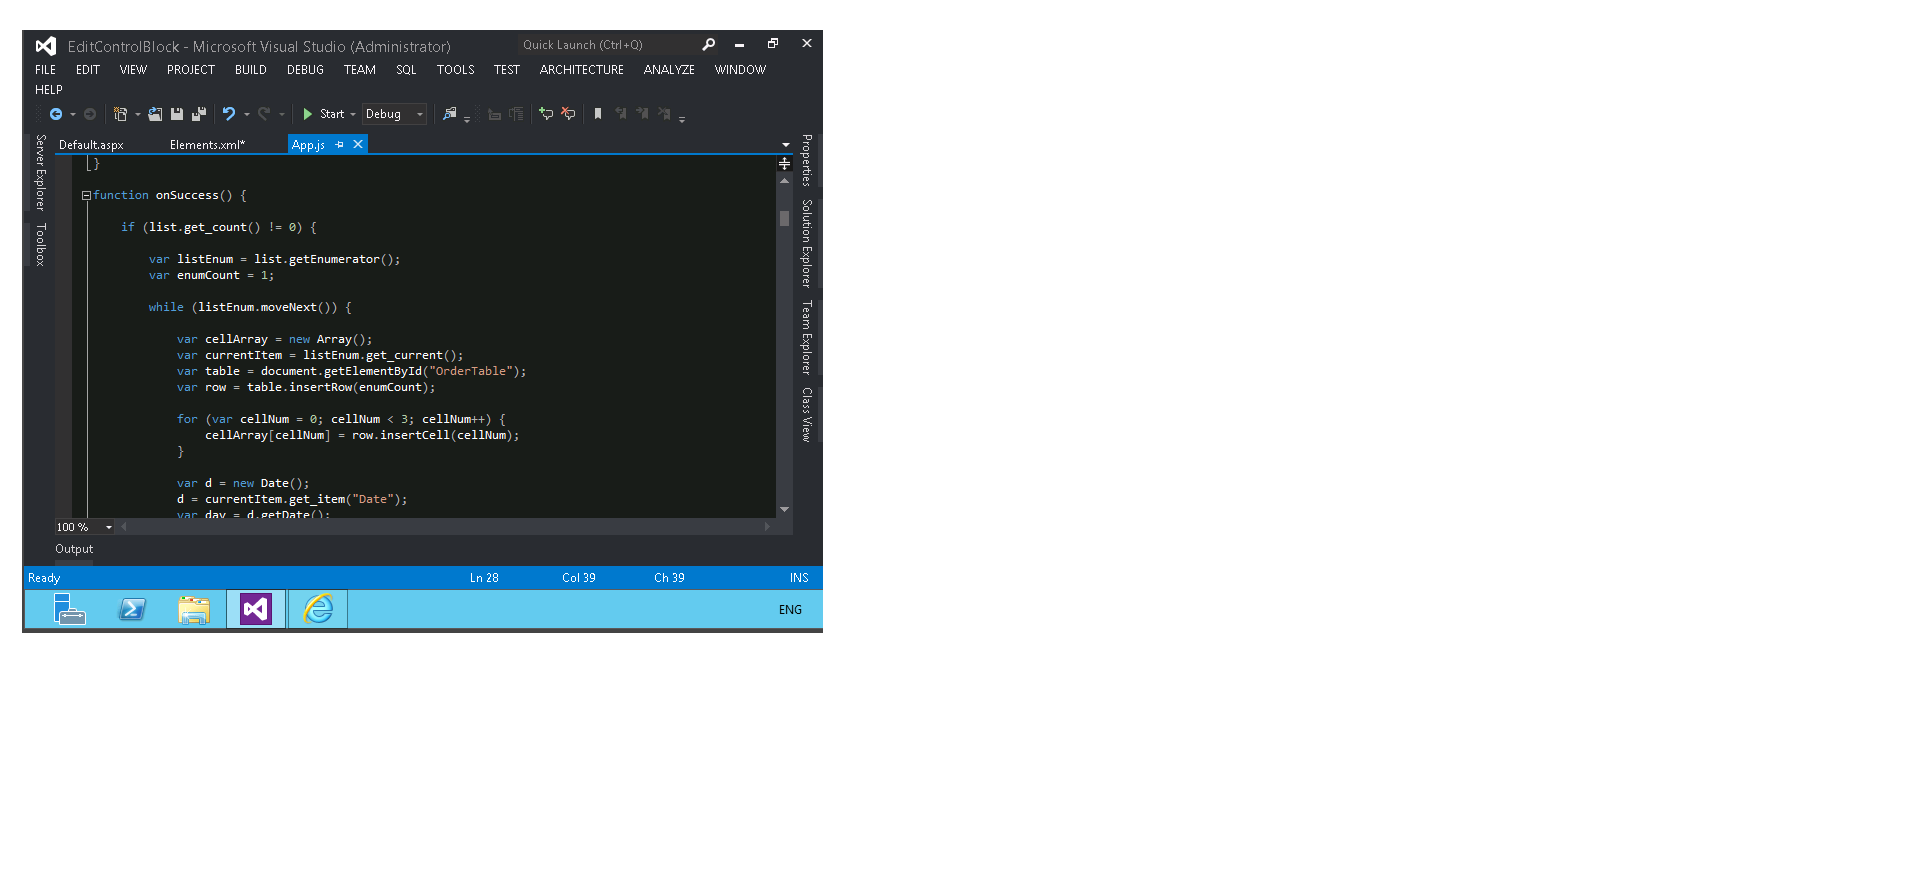 EditControlBlock - Microsoft Visual Studio (Administrator)
Quick Launch (Ctrl+Q)
FILE EDIT VIEW PROJECT BUILD DEBUG TEAM SQL TOOLS TEST ARCHITECTURE ANALYZE WINDOW
HELP
Start Debug
Server Explorer
Toolbox
Default.aspx Elements.xml* App.js
}
function onSuccess() {
if (list.get_count() != 0) {
var listEnum = list.getEnumerator();
var enumCount = 1;
while (listEnum.moveNext()) {
var cellArray = new Array();
var currentItem = listEnum.get_current();
var table = document.getElementById("OrderTable");
var row = table.insertRow(enumCount);
for (var cellNum = 0; cellNum < 3; cellNum++) {
cellArray[cellNum] = row.insertCell(cellNum);
}
var d = new Date();
d = currentItem.get_item("Date");
var day = d.getDate();
Properties
Solution Explorer
Team Explorer
Class View
100 %
Output
Ready Ln 28 Col 39 Ch 39 INS
ENG